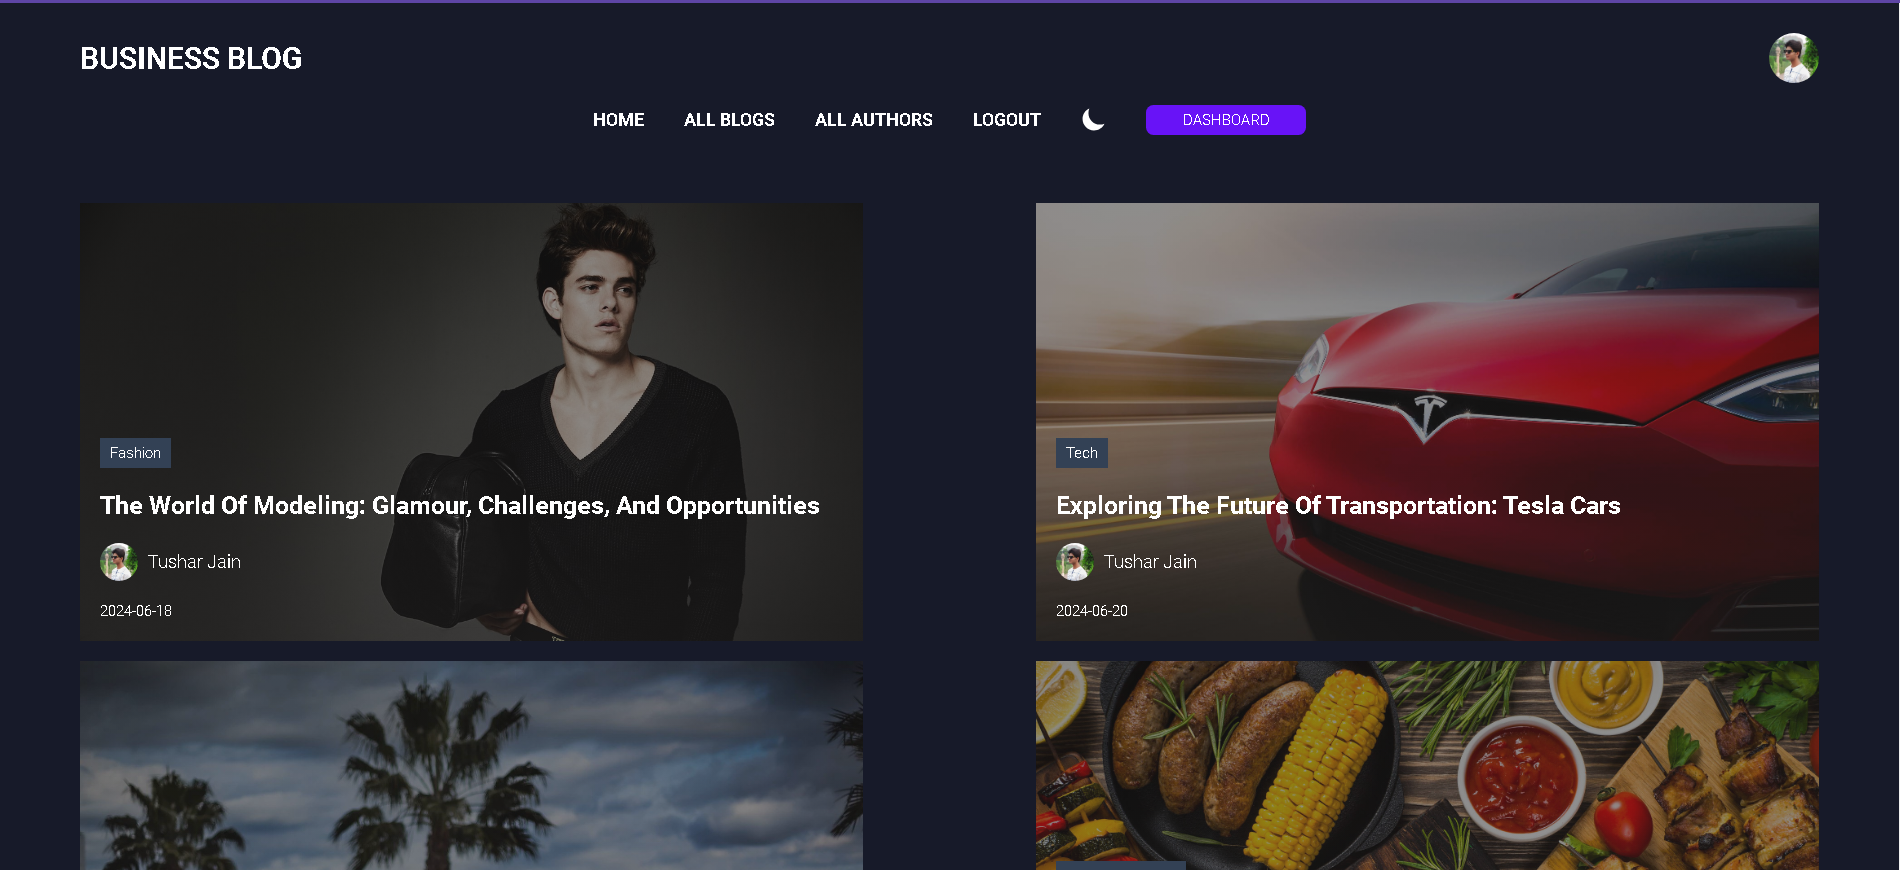 BUSINESS BLOG
HOME
ALL BLOGS
ALL AUTHORS
LOGOUT
DASHBOARD
Fashion
The World Of Modeling: Glamour, Challenges, And Opportunities
Tushar Jain
2024-06-18
Tech
Exploring The Future Of Transportation: Tesla Cars
Tushar Jain
2024-06-20